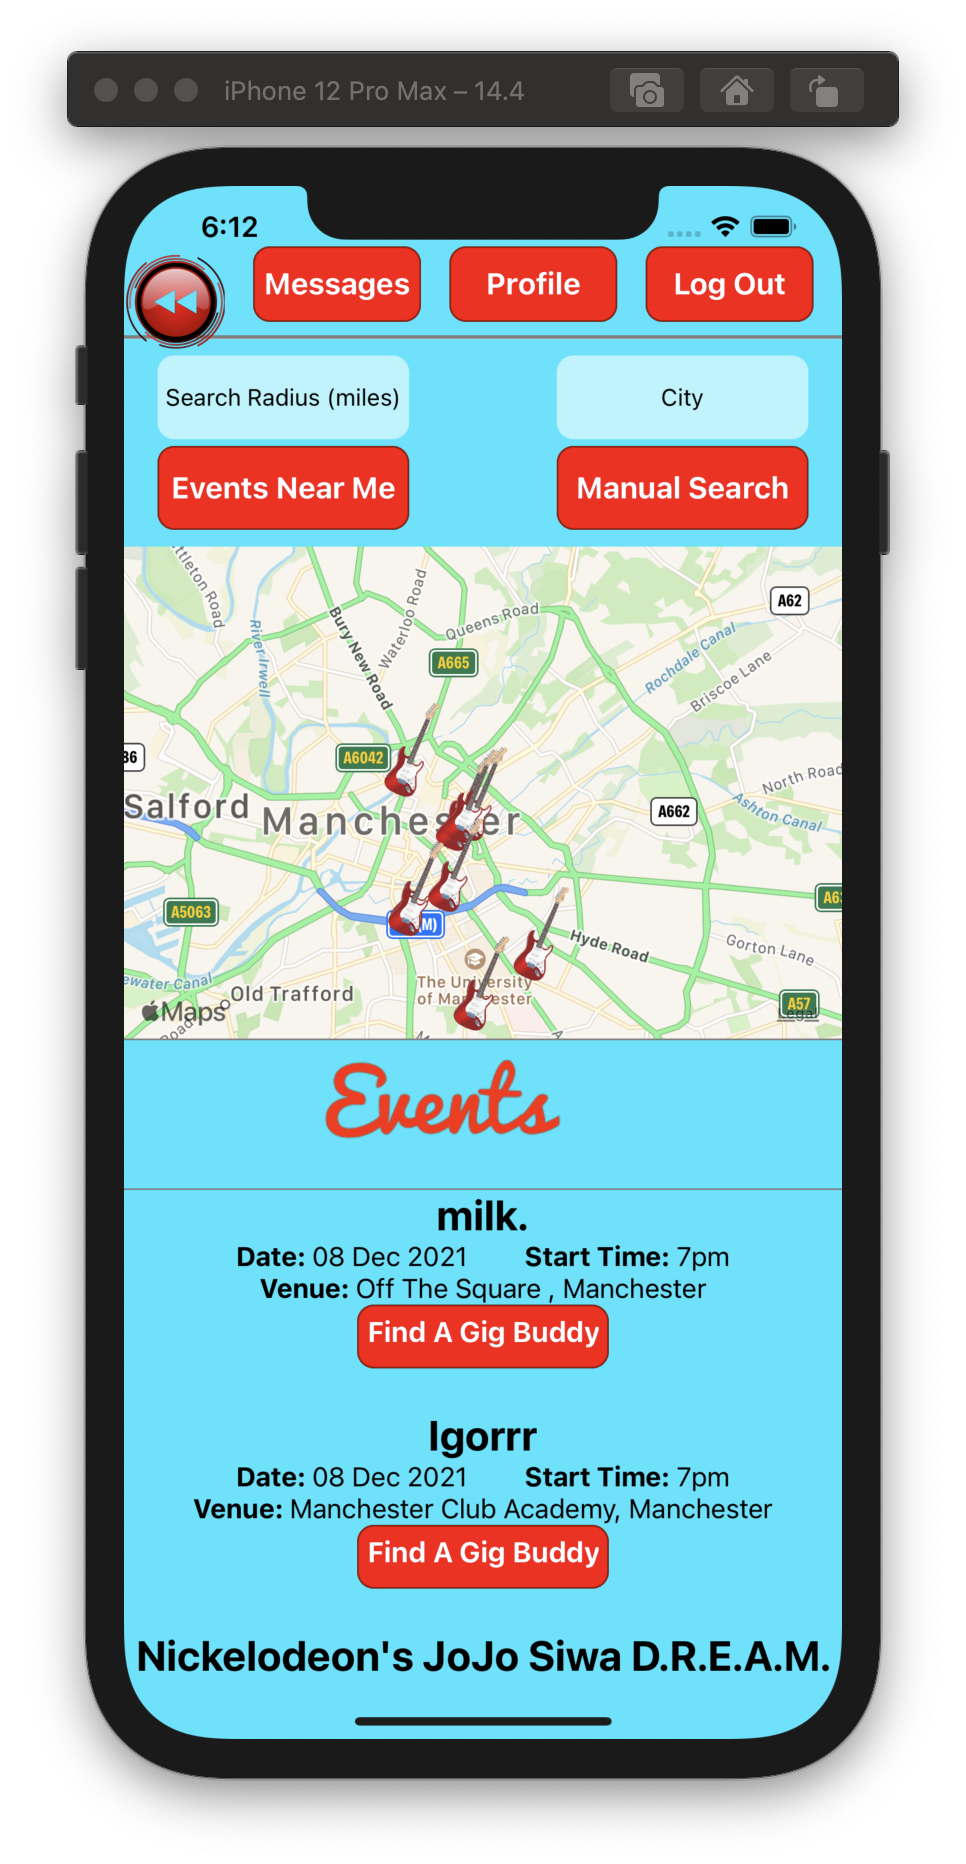 iPhone 12 Pro Max – 14.4
6:12
Messages
Profile
Log Out
Search Radius (miles)
City
Events Near Me
Manual Search
ttleton Road
River Irwell
Bury New Road
Waterloo Road
Queens Road
A62
A665
Rochdale Canal
Briscoe Lane
A6042
36
North Road
Salford
Manchester
A662
Ashton Canal
A5063
M)
A6
Hyde Road
Gorton Lane
The University
of Manchester
ewater Canal
Old Trafford
Maps
A57
Legal
Events
milk.
Date: 08 Dec 2021 Start Time: 7pm
Venue: Off The Square , Manchester
Find A Gig Buddy
Igorrr
Date: 08 Dec 2021 Start Time: 7pm
Venue: Manchester Club Academy, Manchester
Find A Gig Buddy
Nickelodeon's JoJo Siwa D.R.E.A.M.